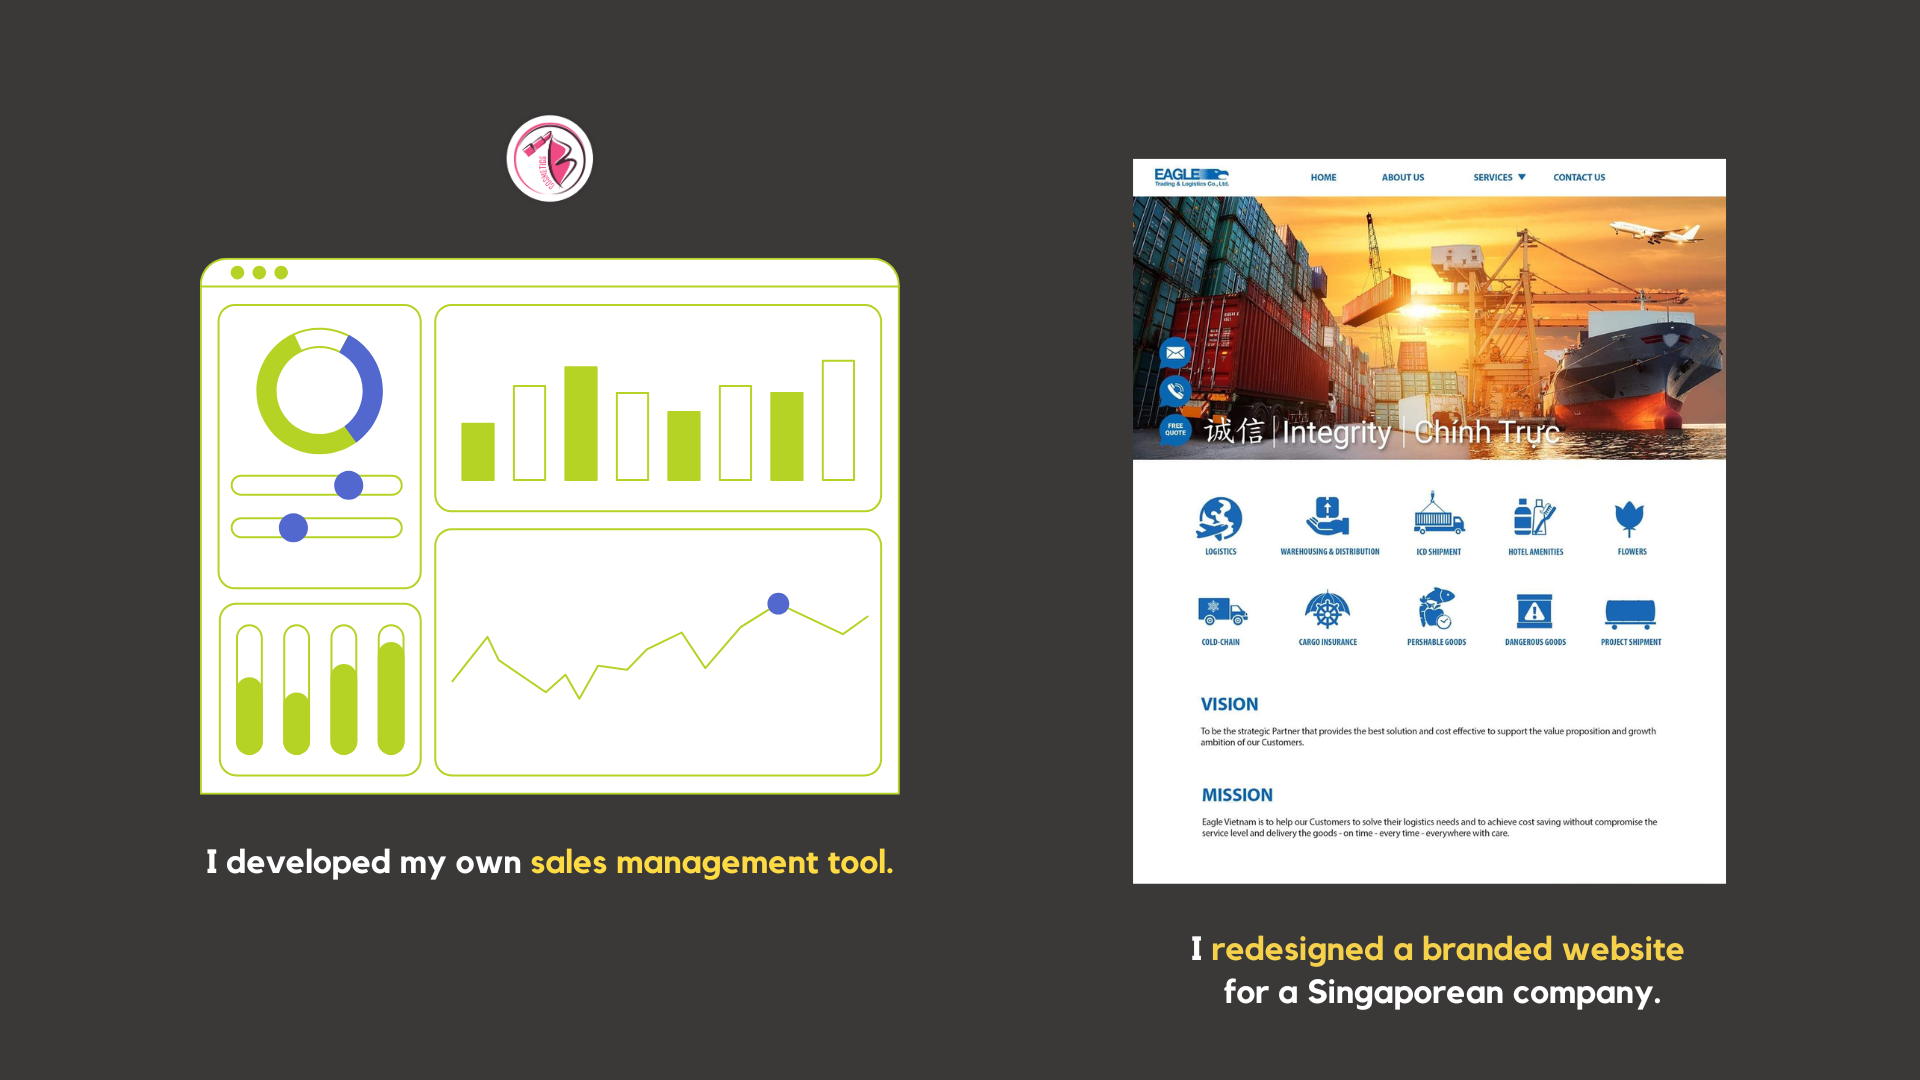 COSMETICS
I developed my own sales management tool.
EAGLE
Trading & Logistics Co., Ltd.
HOME
ABOUT US
SERVICES
CONTACT US
FREE
QUOTE
诚信 | Integrity | Chính Trực
LOGISTICS
WAREHOUSING & DISTRIBUTION
ICD SHIPMENT
HOTEL AMENITIES
FLOWERS
COLD-CHAIN
CARGO INSURANCE
PERSHABLE GOODS
DANGEROUS GOODS
PROJECT SHIPMENT
VISION
To be the strategic Partner that provides the best solution and cost effective to support the value proposition and growth
ambition of our Customers.
MISSION
Eagle Vietnam is to help our Customers to solve their logistics needs and to achieve cost saving without compromise the
service level and delivery the goods - on time - every time - everywhere with care.
I redesigned a branded website
for a Singaporean company.